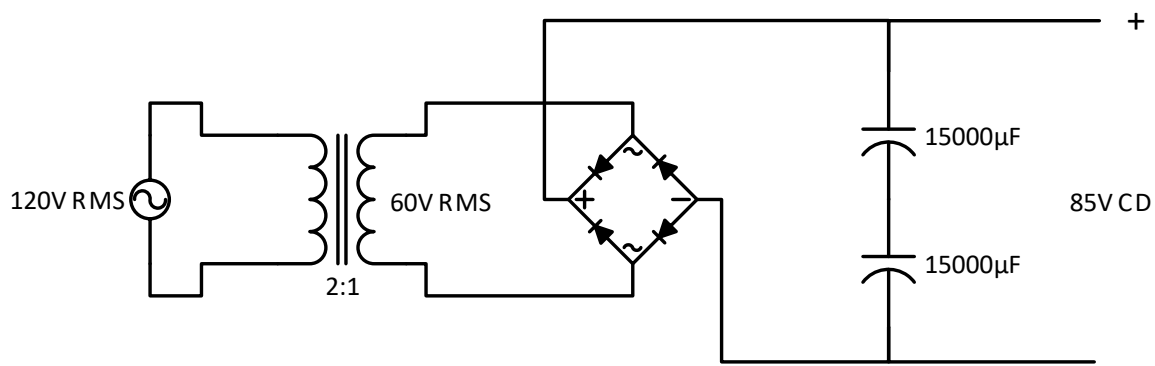 +
15000μF
120V RMS
60V RMS
+
−
85V CD
15000μF
2:1